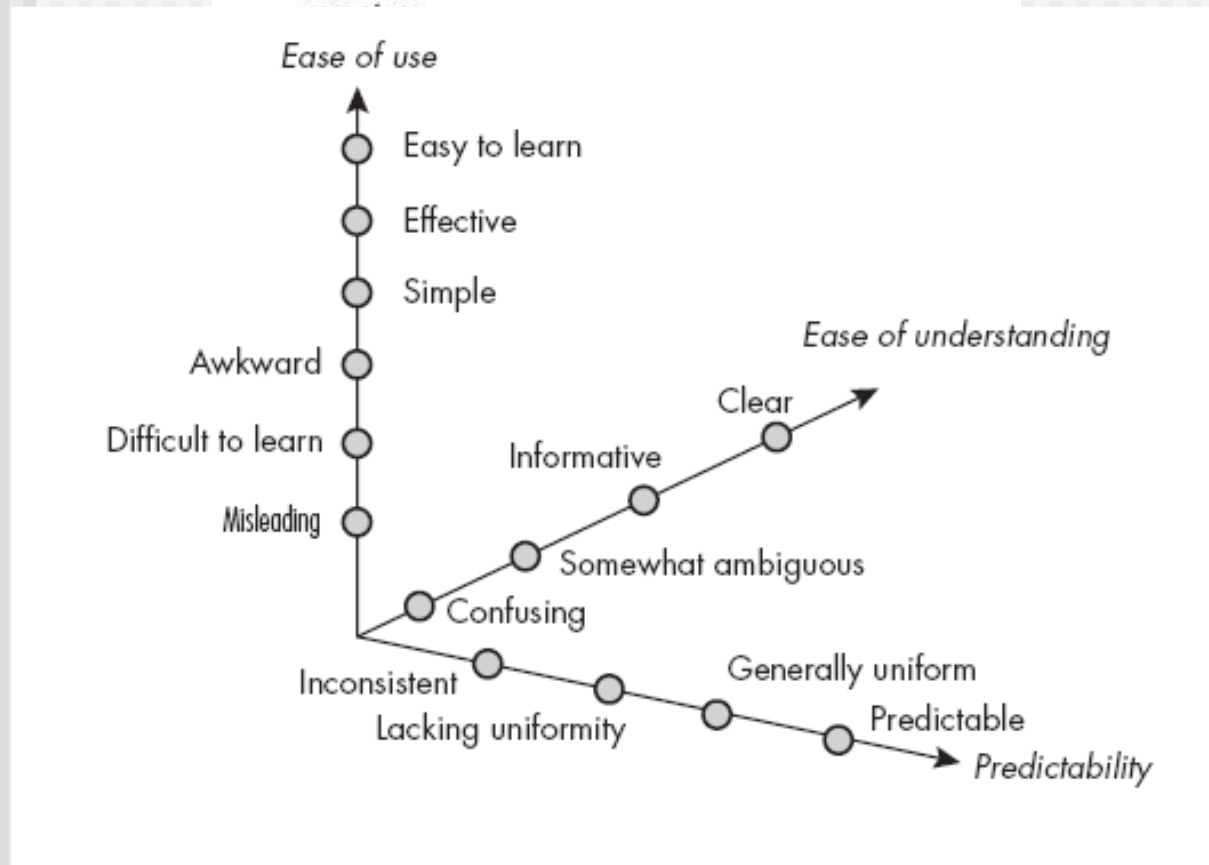 Ease of use
Easy to learn
Effective
Simple
Awkward
Difficult to learn
Misleading
Ease of understanding
Clear
Informative
Somewhat ambiguous
Confusing
Inconsistent
Lacking uniformity
Generally uniform
Predictable
Predictability